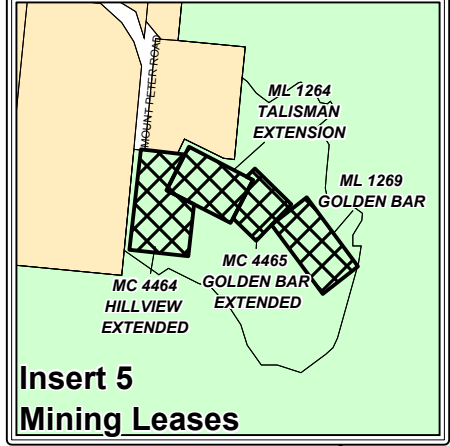 MOUNT PETER ROAD
ML 1264
TALISMAN
EXTENSION
ML 1269
GOLDEN BAR
MC 4465
GOLDEN BAR
EXTENDED
MC 4464
HILLVIEW
EXTENDED
Insert 5
Mining Leases